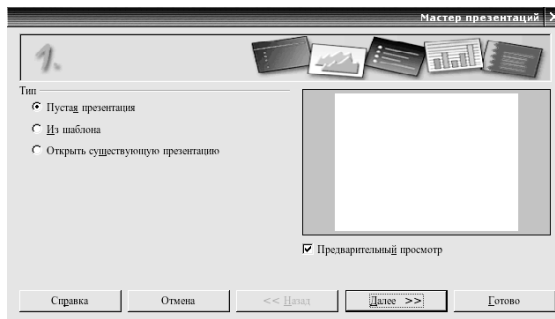 Мастер презентаций
1.
Тип
Пустая презентация
Из шаблона
Открыть существующую презентацию
Предварительный просмотр
Справка
Отмена
<< Назад
Далее >>
Готово